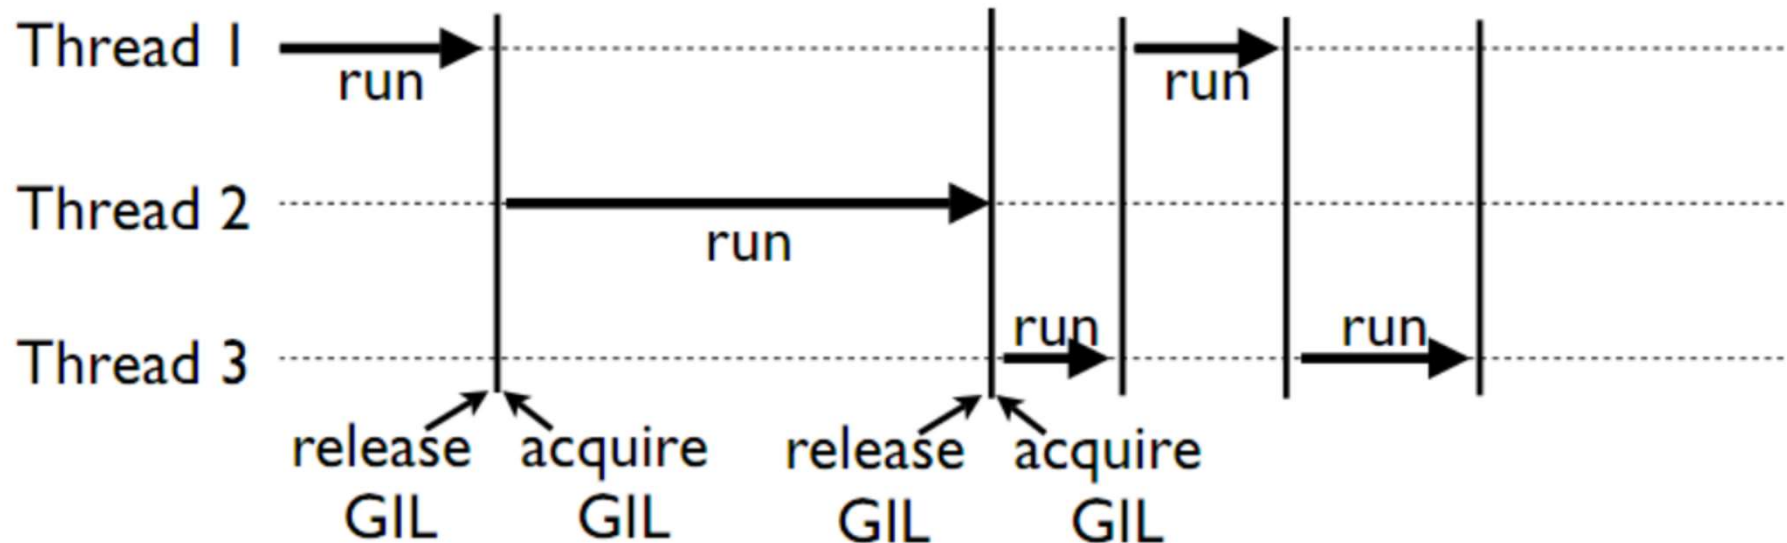 Thread 1
run
run
Thread 2
run
Thread 3
run
run
release
GIL
acquire
GIL
release
GIL
acquire
GIL